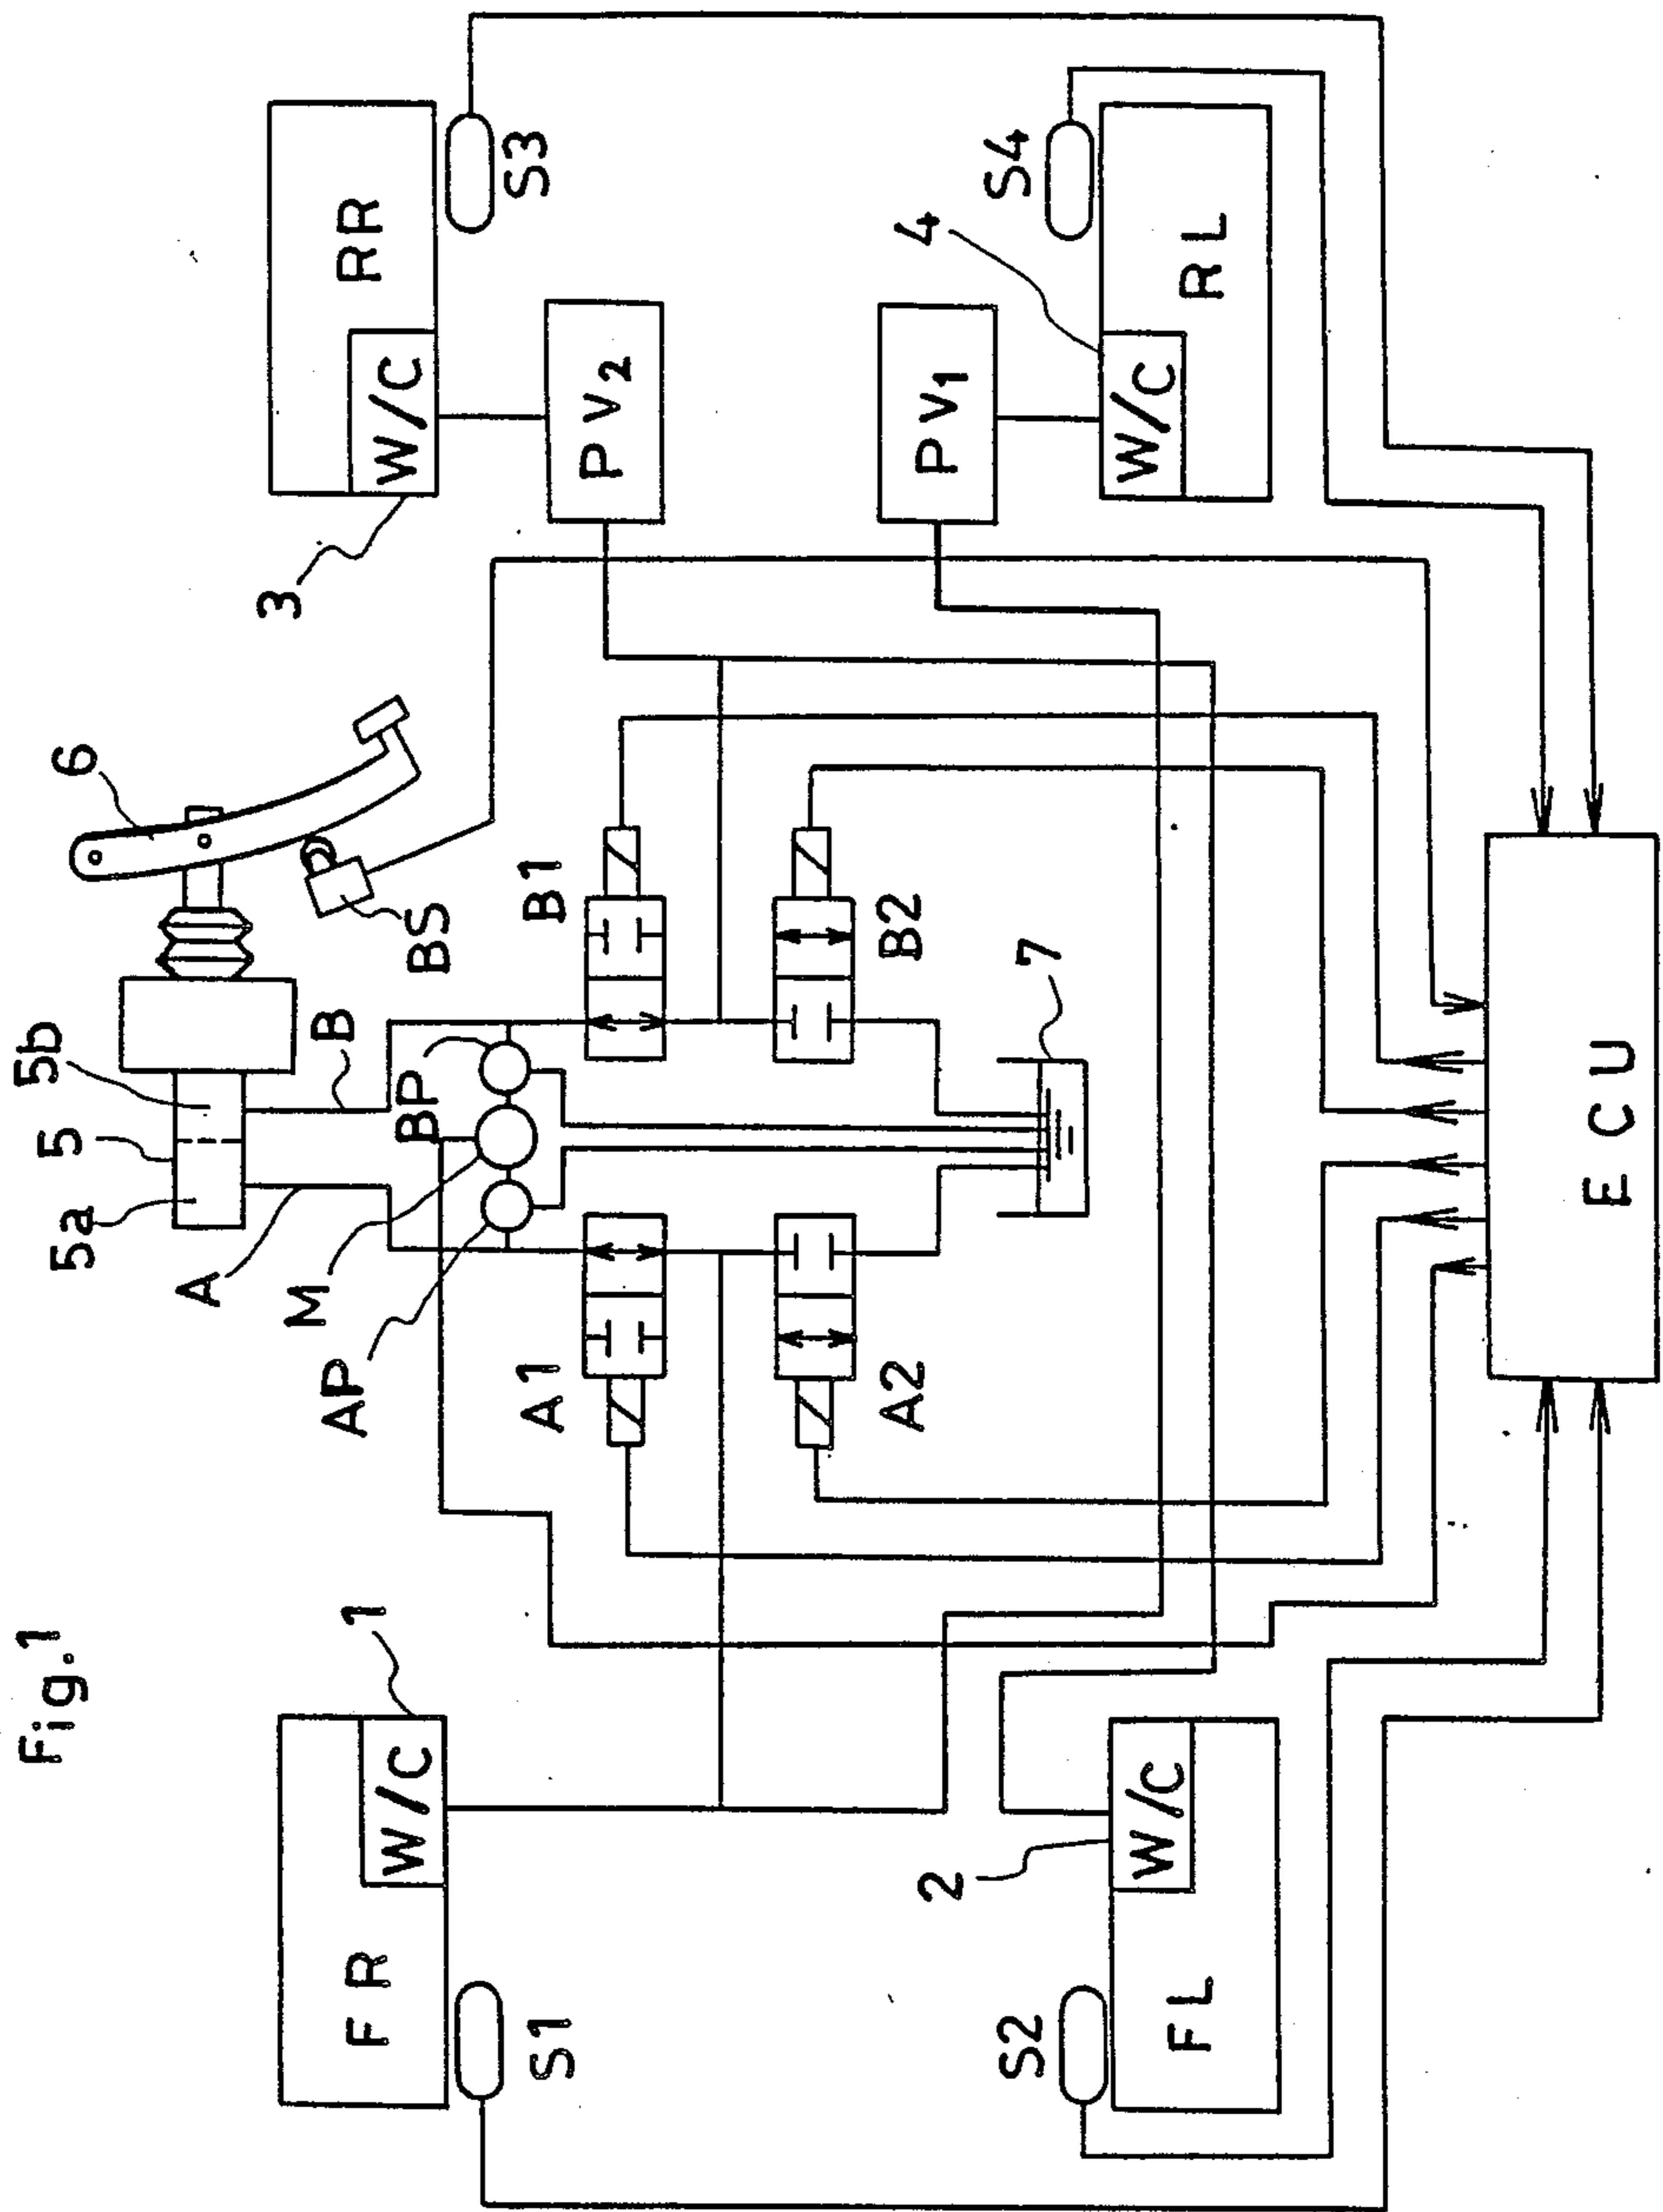 Fig.1
5
5a
5b
6
A
B
BS
M
AP
BP
A1
B1
A2
B2
7
FR
W/C
1
S1
RR
W/C
3
S3
PV2
PV1
FL
W/C
2
S2
RL
W/C
4
S4
ECU